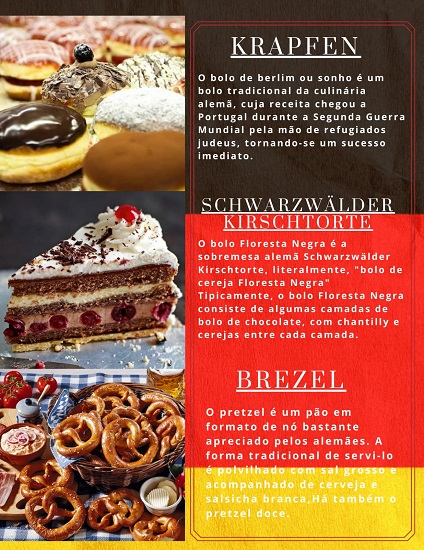 KRAPFEN
O bolo de berlim ou sonho é um
bolo tradicional da culinária
alemã, cuja receita chegou a
Portugal durante a Segunda Guerra
Mundial pela mão de refugiados
judeus, tornando-se um sucesso
imediato.
SCHWARZWÄLDER
KIRSCHTORTE
O bolo Floresta Negra é a
sobremesa alemã Schwarzwälder
Kirschtorte, literalmente, "bolo de
cereja Floresta Negra"
Tipicamente, o bolo Floresta Negra
consiste de algumas camadas de
bolo de chocolate, com chantilly e
cerejas entre cada camada.
BREZEL
O pretzel é um pão em
formato de nó bastante
apreciado pelos alemães. A
forma tradicional de servi-lo
é polvilhado com sal grosso e
acompanhado de cerveja e
salsicha branca,Há também o
pretzel doce.